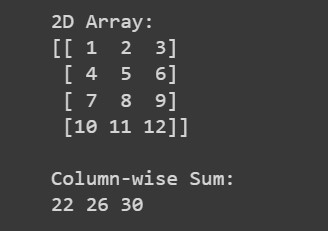 2D Array:
[[ 1  2  3]
 [ 4  5  6]
 [ 7  8  9]
 [10 11 12]]

Column-wise Sum:
22 26 30